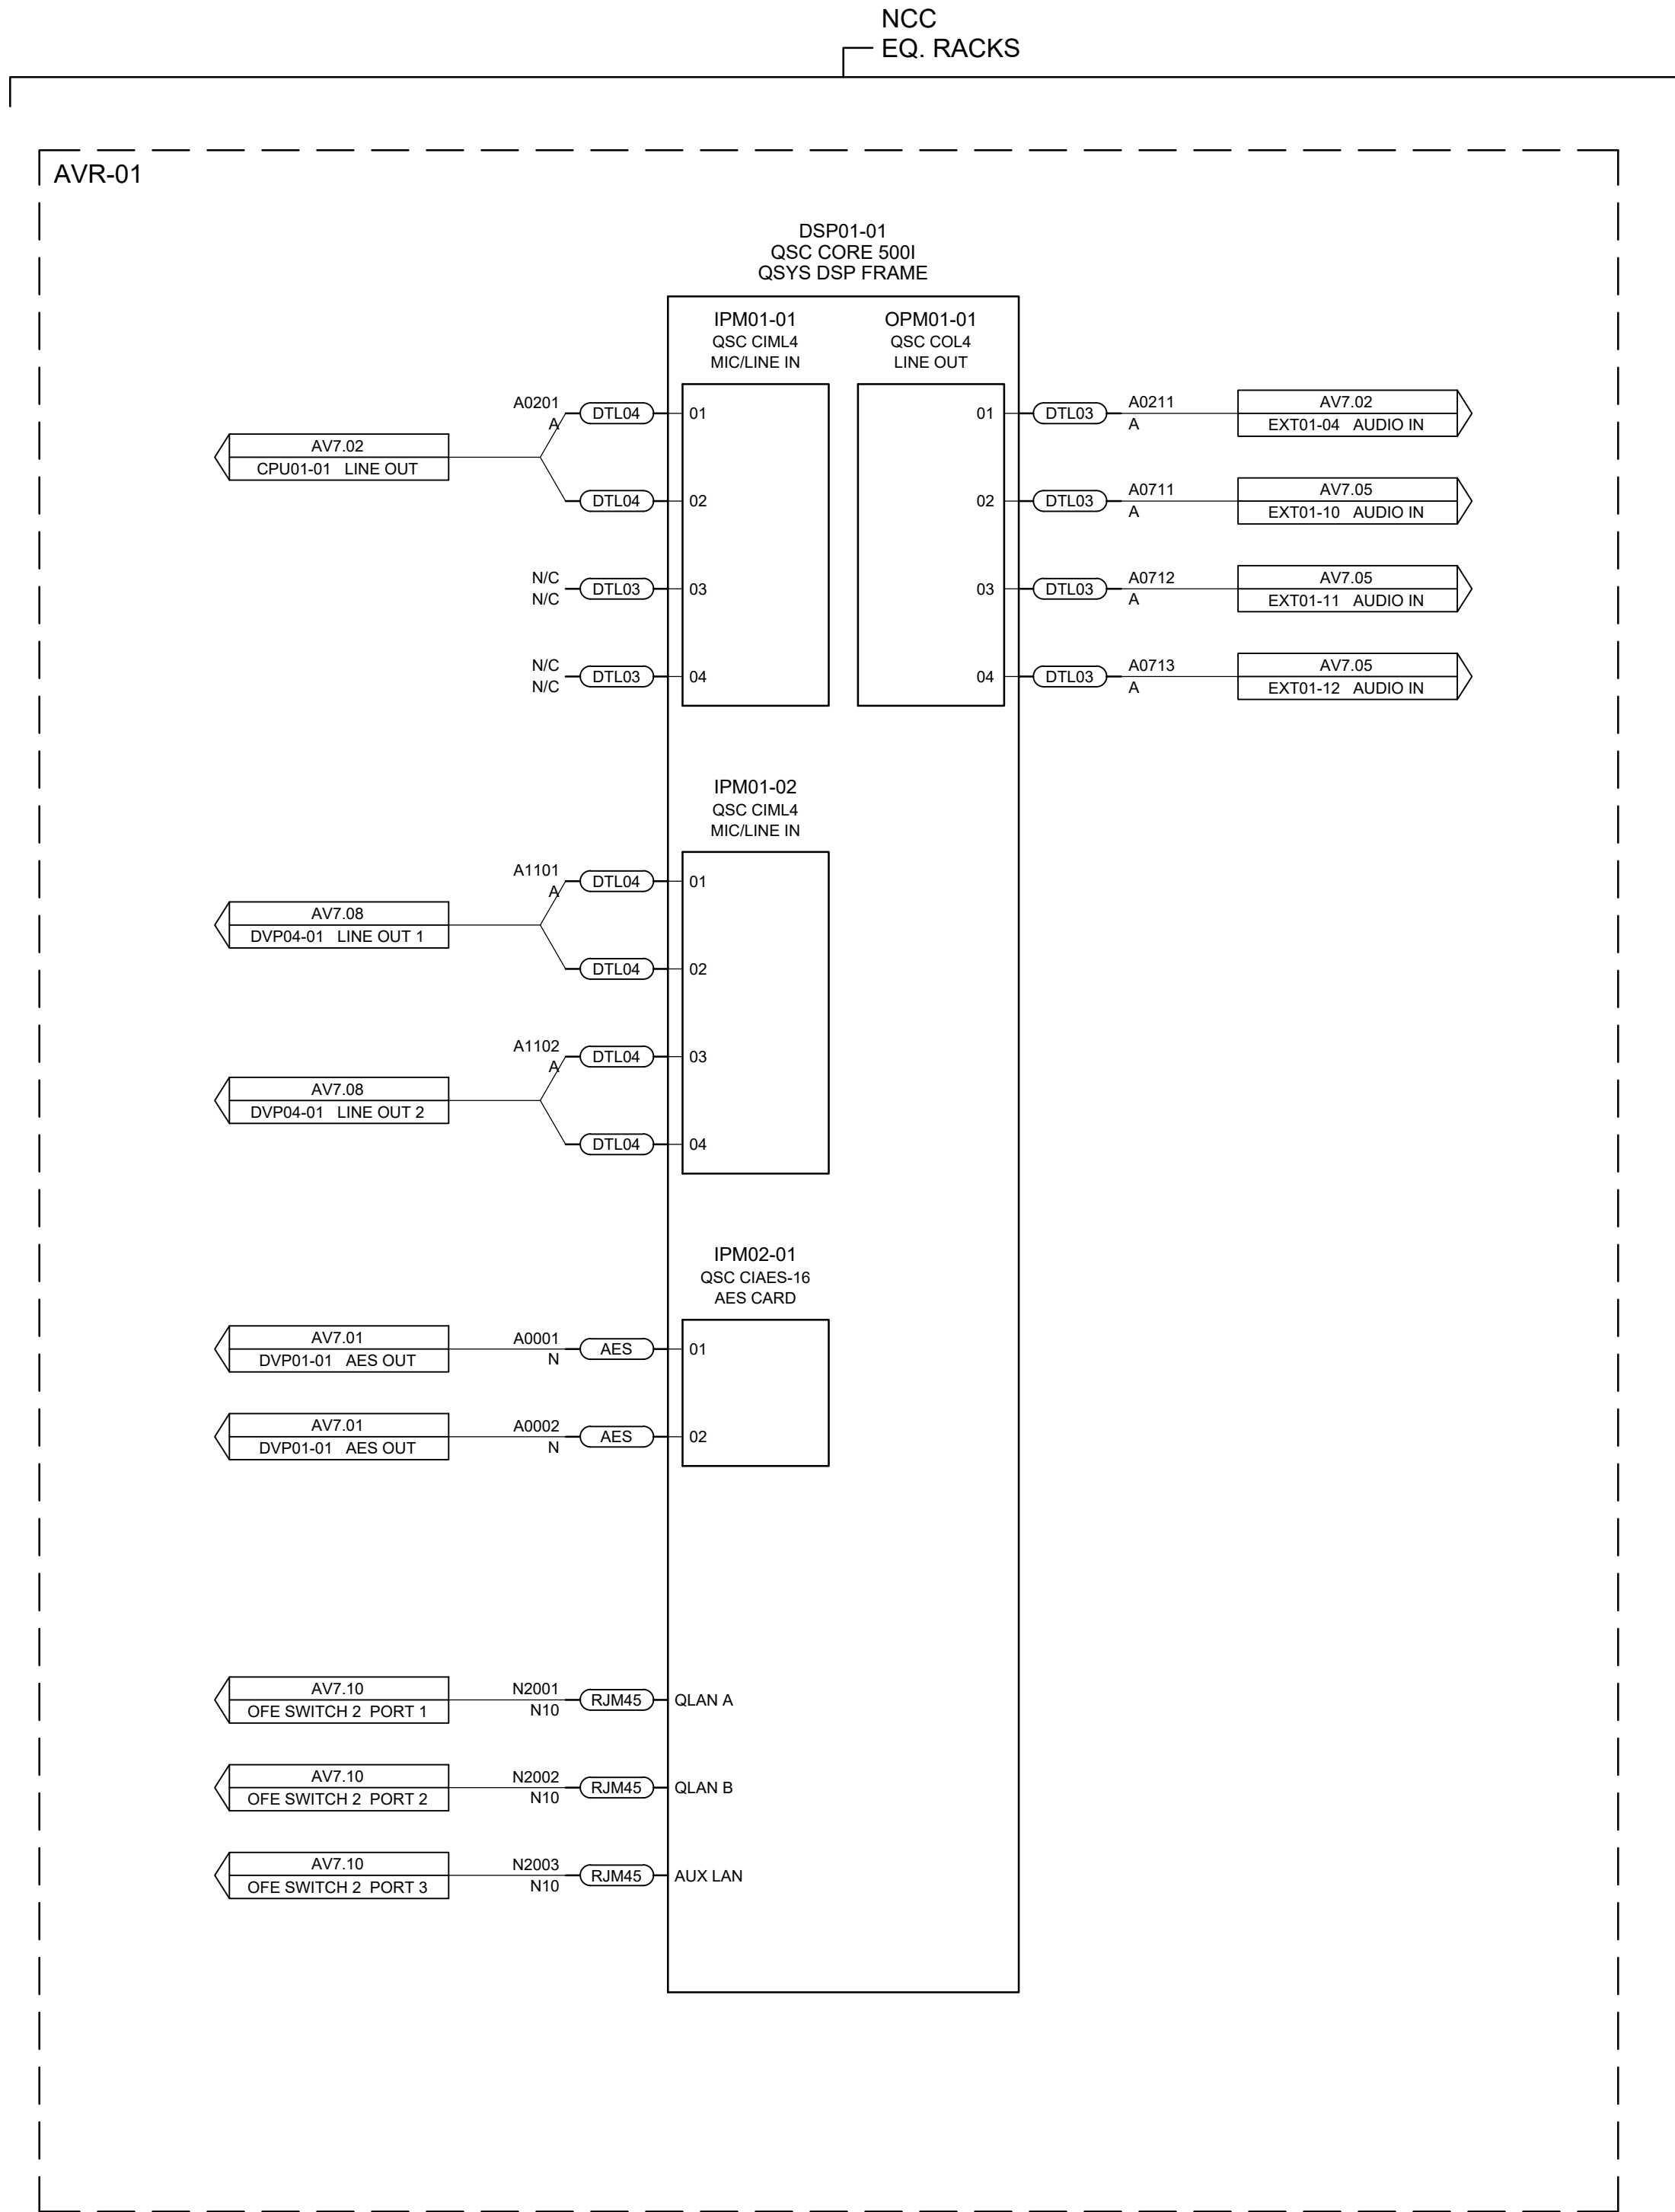 NCC
EQ. RACKS
AVR-01
DSP01-01
QSC CORE 500I
QSYS DSP FRAME
IPM01-01
QSC CIML4
MIC/LINE IN
OPM01-01
QSC COL4
LINE OUT
AV7.02
CPU01-01 LINE OUT
A0201
A
DTL04
01
DTL04
02
N/C
N/C
DTL03
03
N/C
N/C
DTL03
04
01
DTL03
A0211
A
AV7.02
EXT01-04 AUDIO IN
02
DTL03
A0711
A
AV7.05
EXT01-10 AUDIO IN
03
DTL03
A0712
A
AV7.05
EXT01-11 AUDIO IN
04
DTL03
A0713
A
AV7.05
EXT01-12 AUDIO IN
IPM01-02
QSC CIML4
MIC/LINE IN
AV7.08
DVP04-01 LINE OUT 1
A1101
A
DTL04
01
DTL04
02
AV7.08
DVP04-01 LINE OUT 2
A1102
A
DTL04
03
DTL04
04
IPM02-01
QSC CIAES-16
AES CARD
AV7.01
DVP01-01 AES OUT
A0001
N
AES
01
AV7.01
DVP01-01 AES OUT
A0002
N
AES
02
AV7.10
OFE SWITCH 2 PORT 1
N2001
N10
RJM45
QLAN A
AV7.10
OFE SWITCH 2 PORT 2
N2002
N10
RJM45
QLAN B
AV7.10
OFE SWITCH 2 PORT 3
N2003
N10
RJM45
AUX LAN